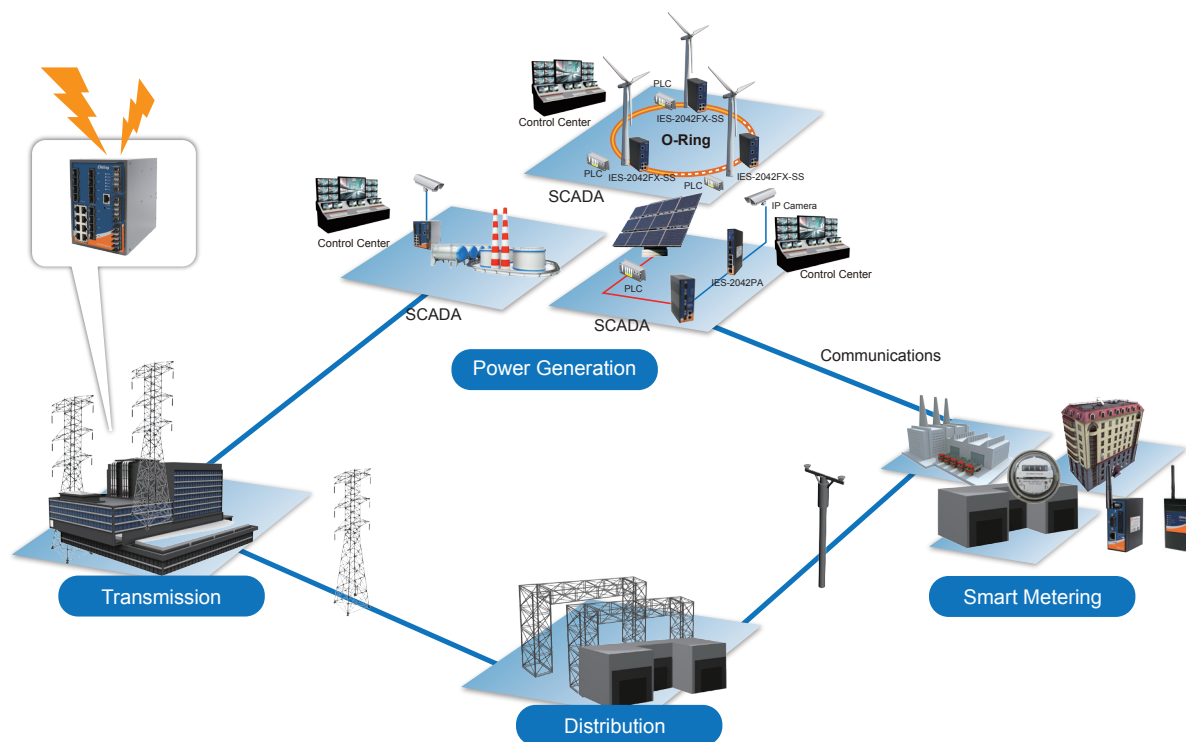 PLC
Control Center
IES-2042FX-SS
O-Ring
PLC
IES-2042FX-SS
IES-2042FX-SS
PLC
SCADA
IP Camera
Control Center
PLC
IES-2042PA
Control Center
SCADA
SCADA
Power Generation
Communications
Transmission
Smart Metering
Distribution